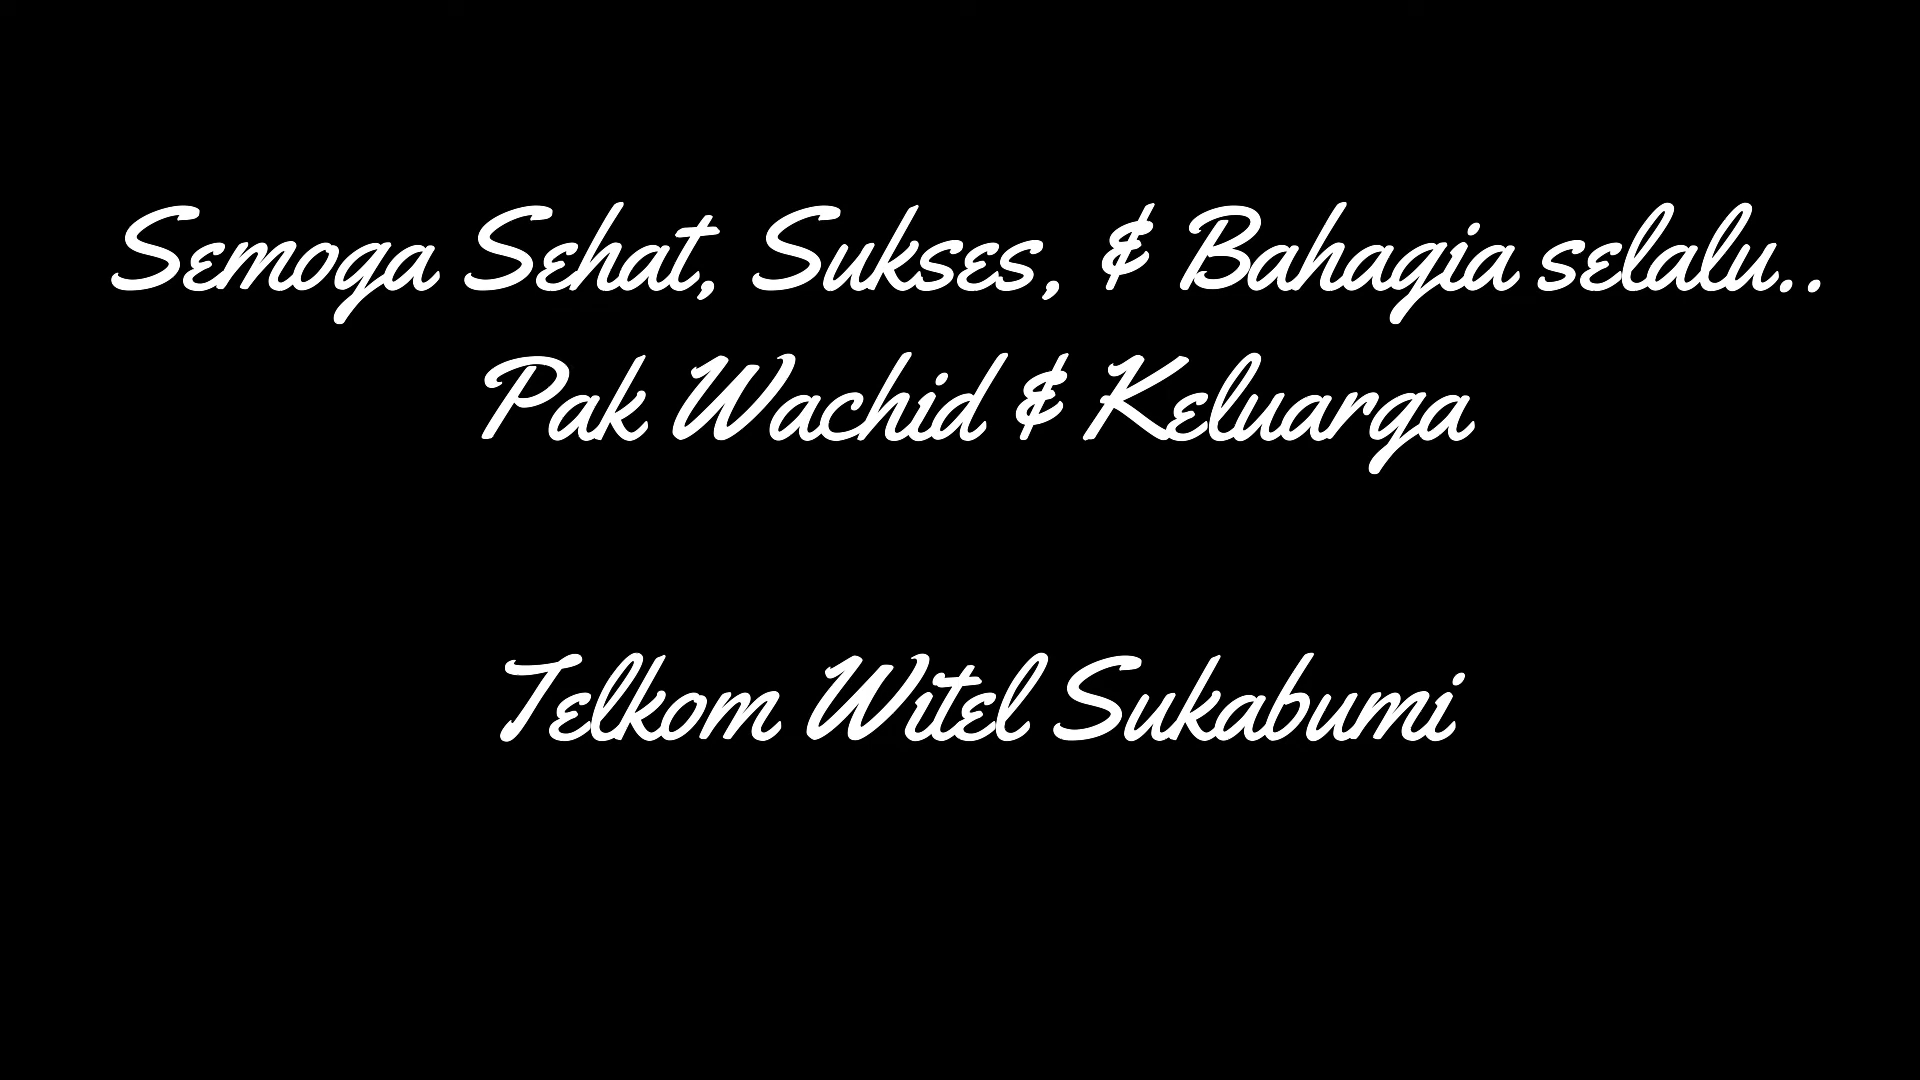 Semoga Sehat, Sukses, & Bahagia selalu..
Pak Wachid & Keluarga
Telkom Witel Sukabumi